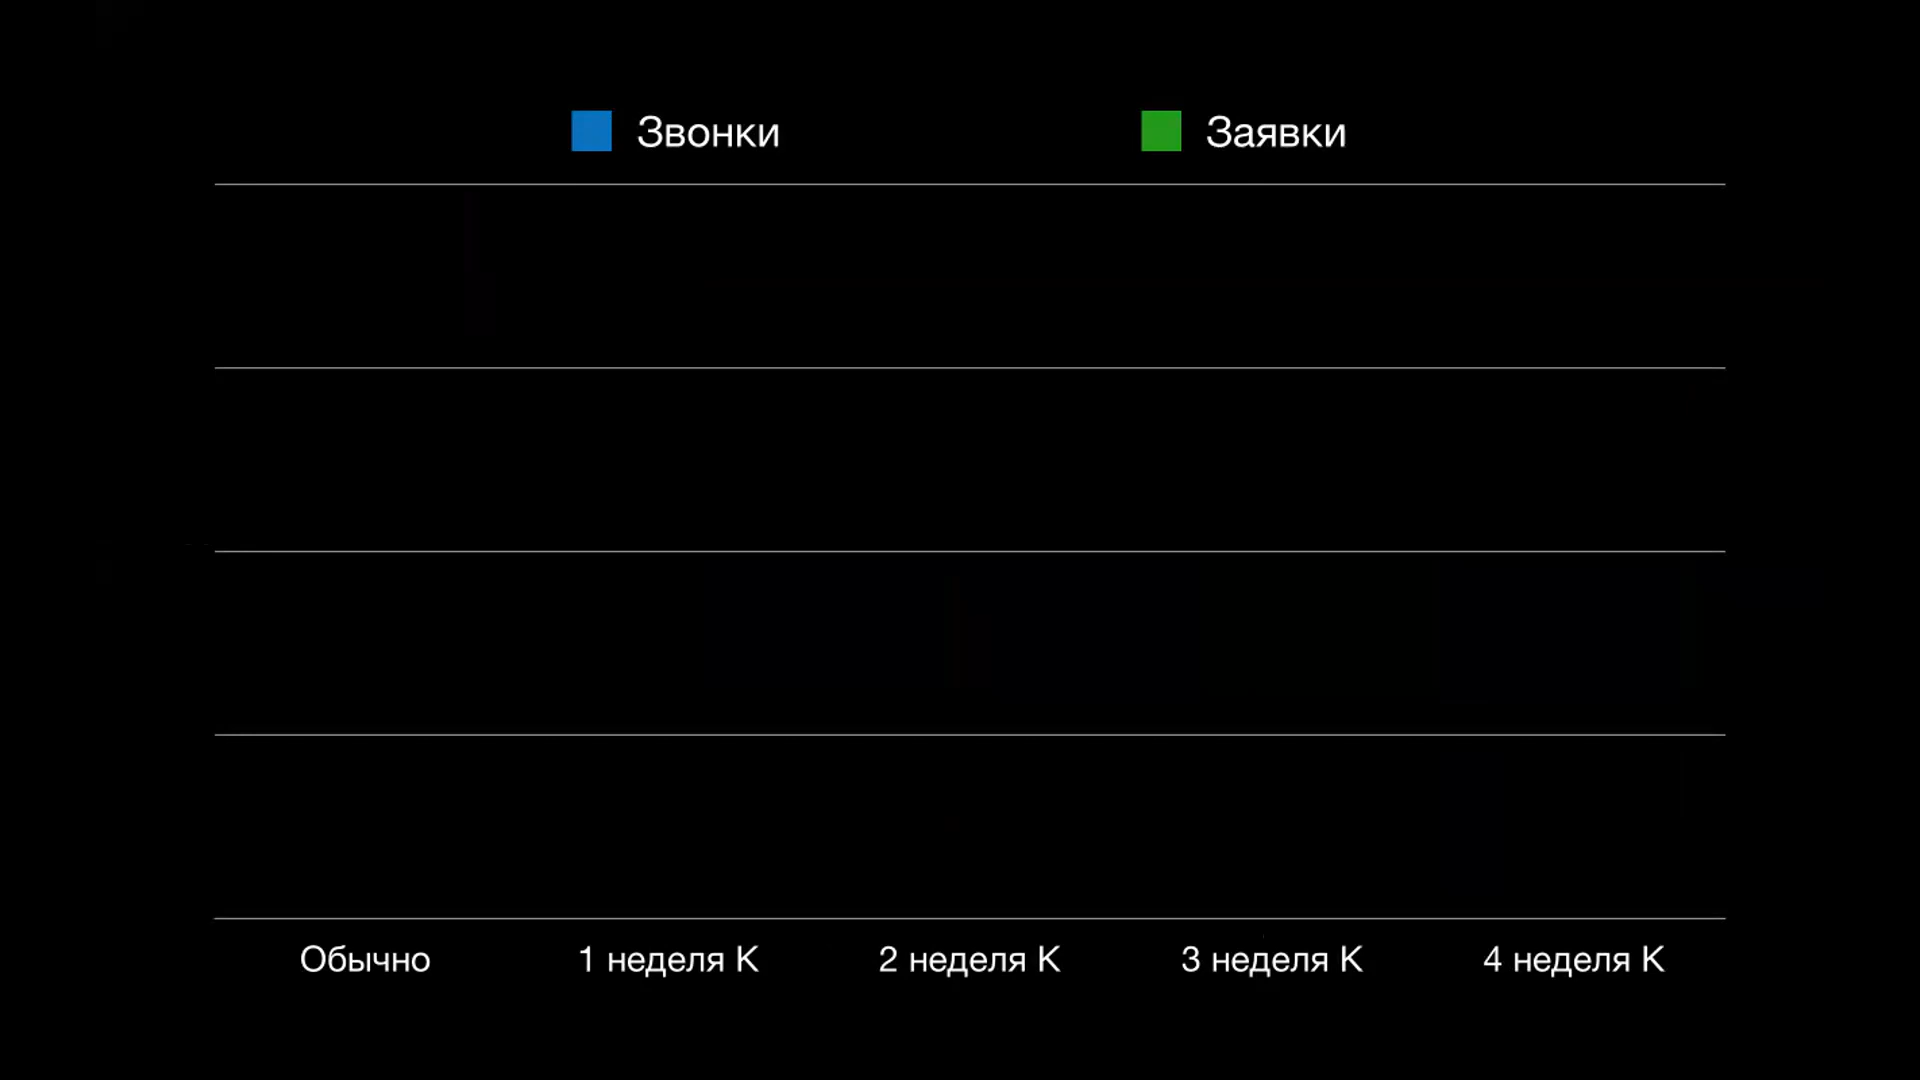 Звонки Заявки
Обычно 1 неделя К 2 неделя К 3 неделя К 4 неделя К